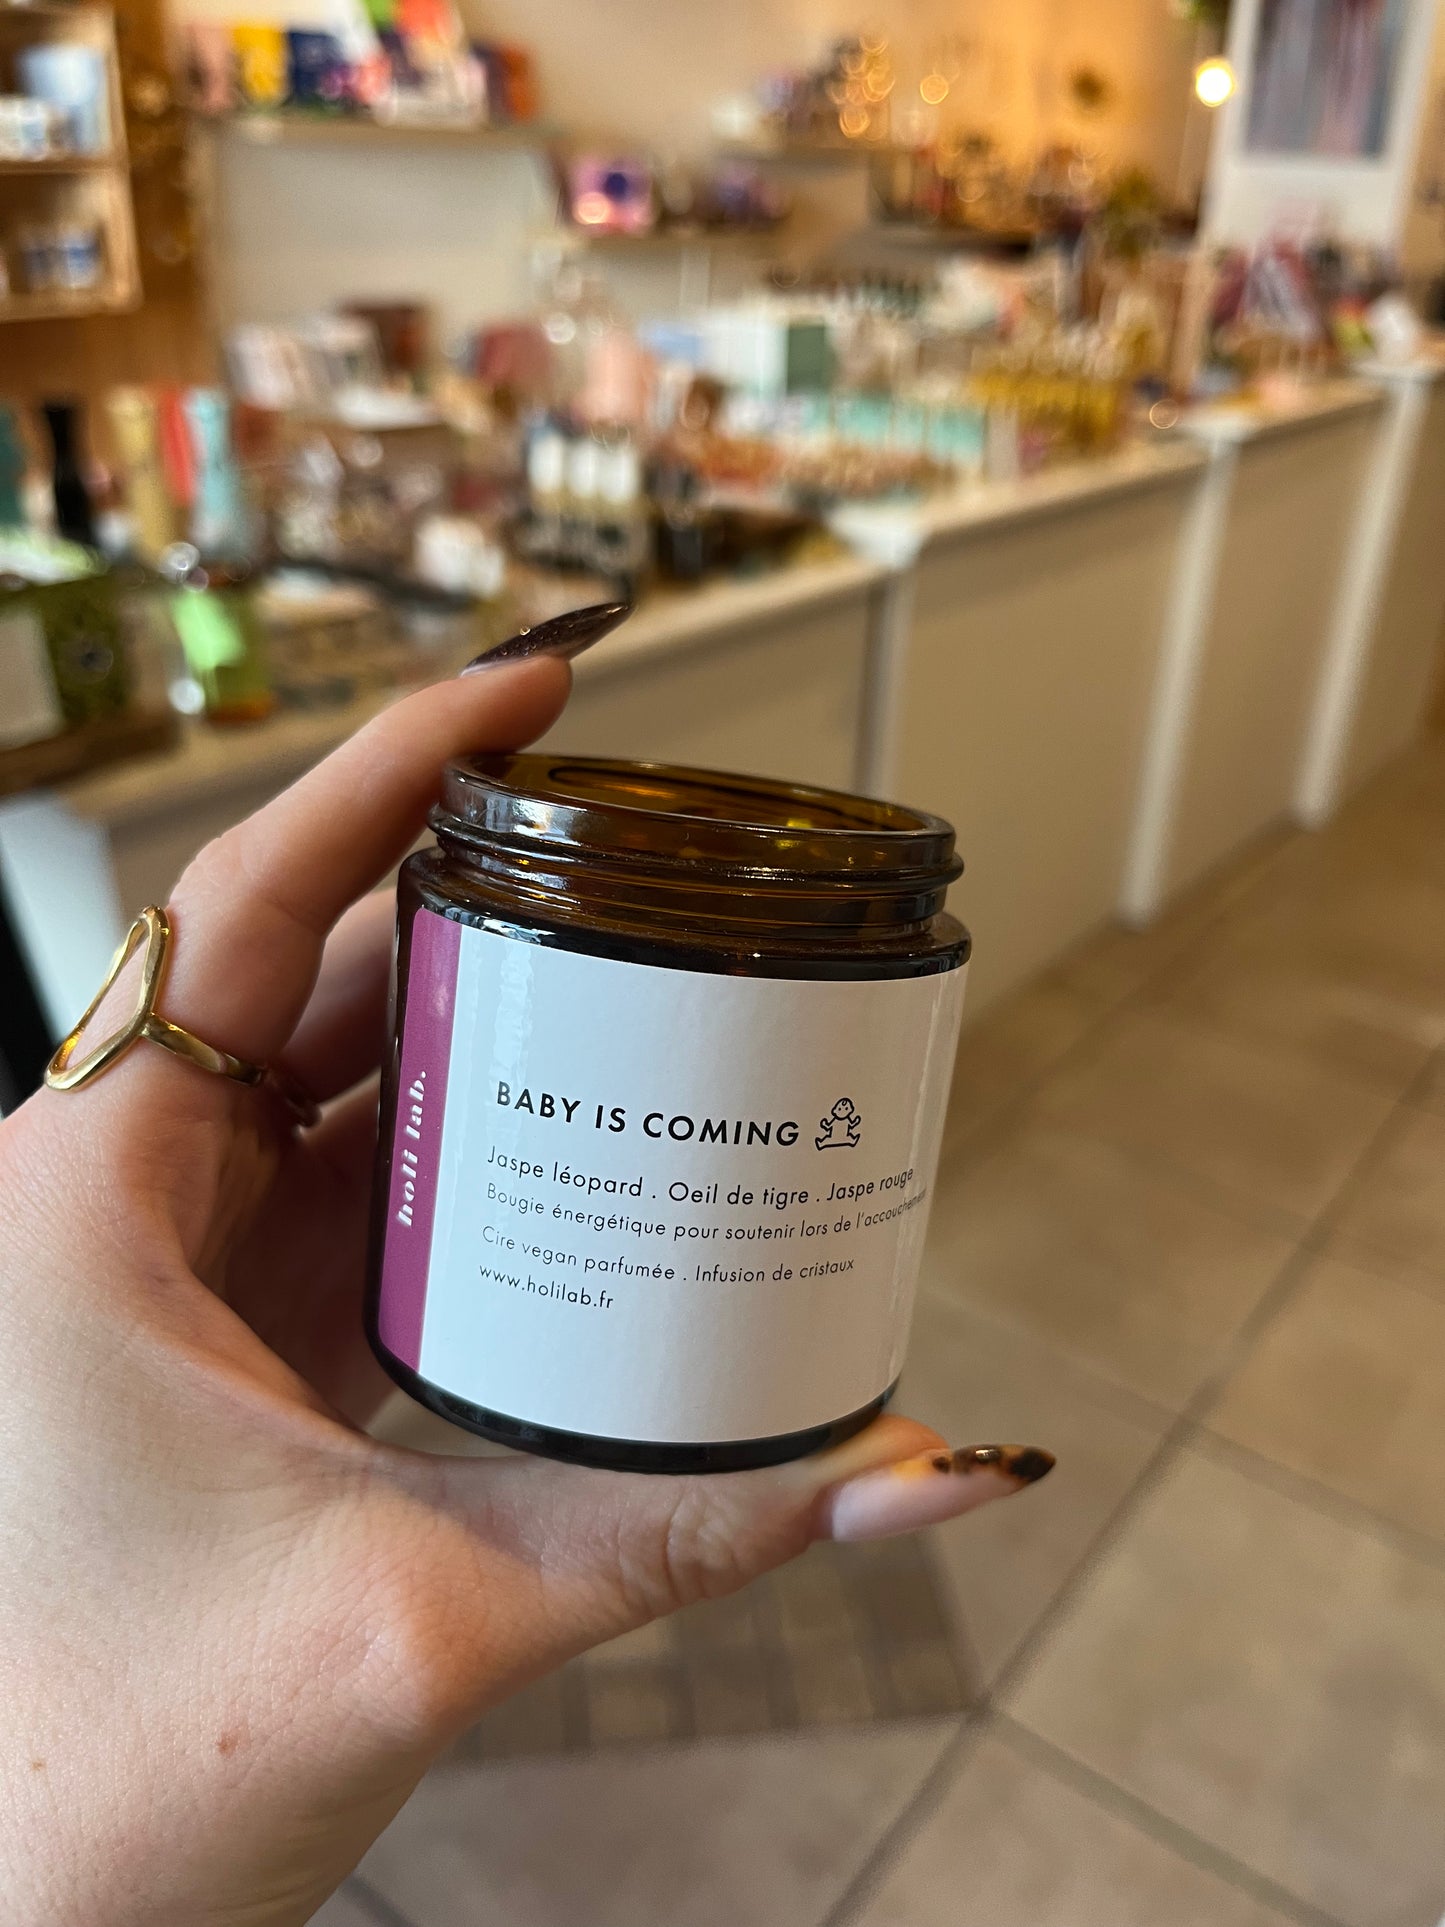 holi lab.
BABY IS COMING
Jaspe léopard . Oeil de tigre . Jaspe rouge
Bougie énergétique pour soutenir lors de l'accouchement
Cire vegan parfumée . Infusion de cristaux
www.holilab.fr